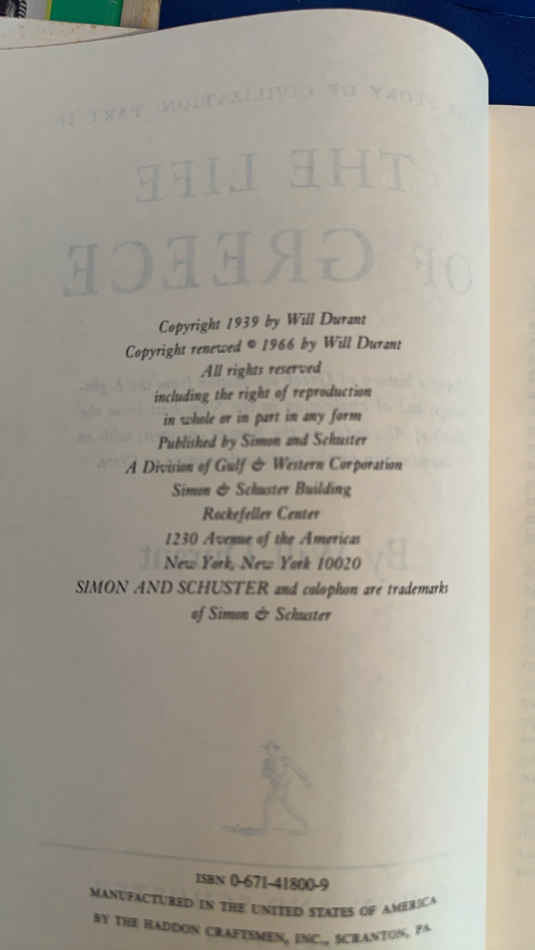 THE LIFE
OF GREECE
Copyright 1939 by Will Durant
Copyright renewed © 1966 by Will Durant
All rights reserved
including the right of reproduction
in whole or in part in any form
Published by Simon and Schuster
A Division of Gulf & Western Corporation
Simon & Schuster Building
Rockefeller Center
1230 Avenue of the Americas
New York, New York 10020
SIMON AND SCHUSTER and colophon are trademarks
of Simon & Schuster
ISBN 0-671-41800-9
MANUFACTURED IN THE UNITED STATES OF AMERICA
BY THE HADDON CRAFTSMEN, INC., SCRANTON, PA.